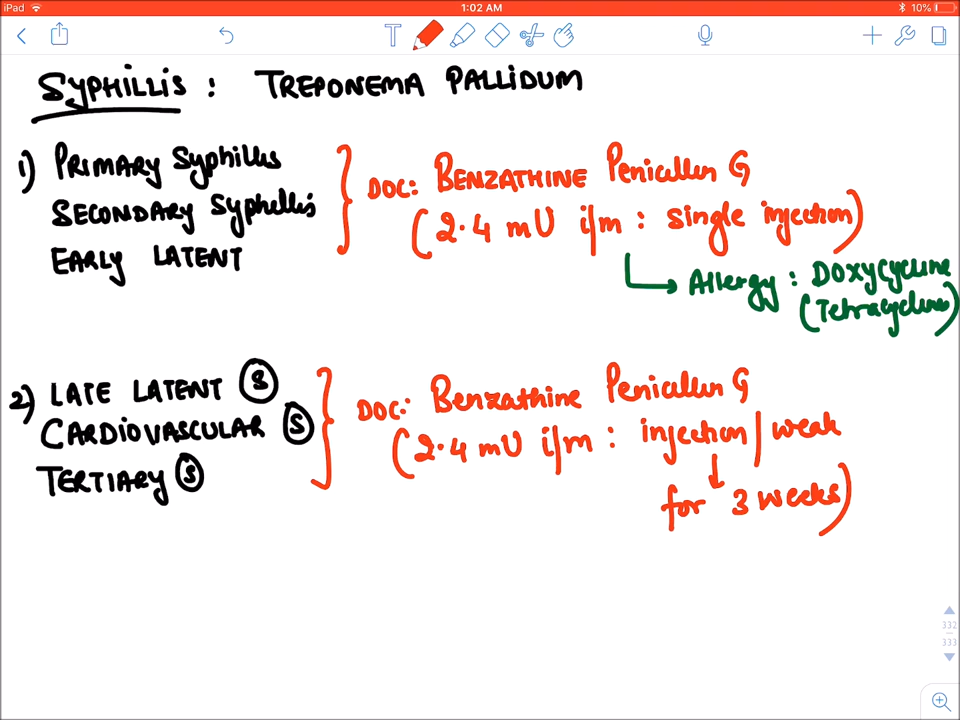 iPad 1:02 AM 10%
T
SYPHILLIS : TREPONEMA PALLIDUM
1) PRIMARY Syphillis
SECONDARY Syphillis
EARLY LATENT
DOC: BENZATHINE Penicillin G
(2.4 mU i/m : single injection)
Allergy : DOXYCycline
(Tetracycline)
2) LATE LATENT S
CARDIOVASCULAR S
TERTIARY S
DOC: Benzathine Penicillin G
(2.4 mU i/m : injection/weak
for 3 weeks)
332
333